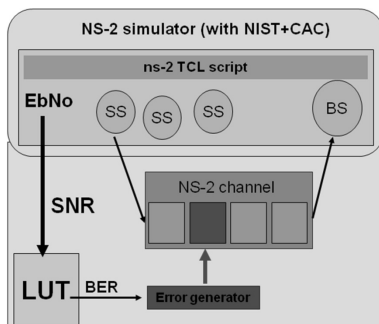 NS-2 simulator (with NIST+CAC)
ns-2 TCL script
EbNo
SS
SS
SS
BS
NS-2 channel
SNR
LUT
BER
Error generator